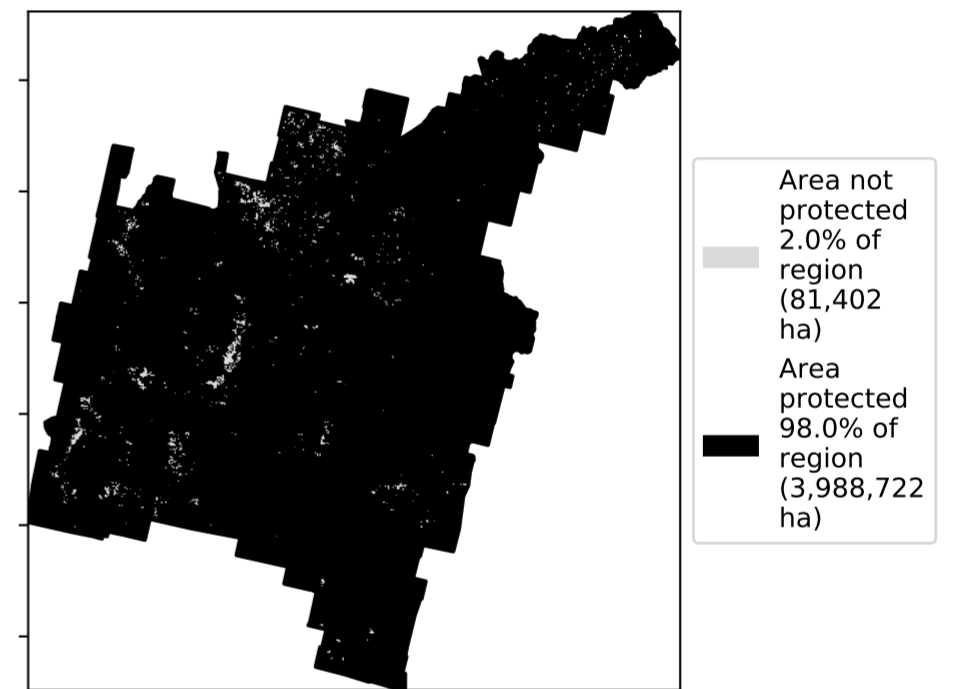 Area not
protected
2.0% of
region
(81,402
ha)
Area
protected
98.0% of
region
(3,988,722
ha)